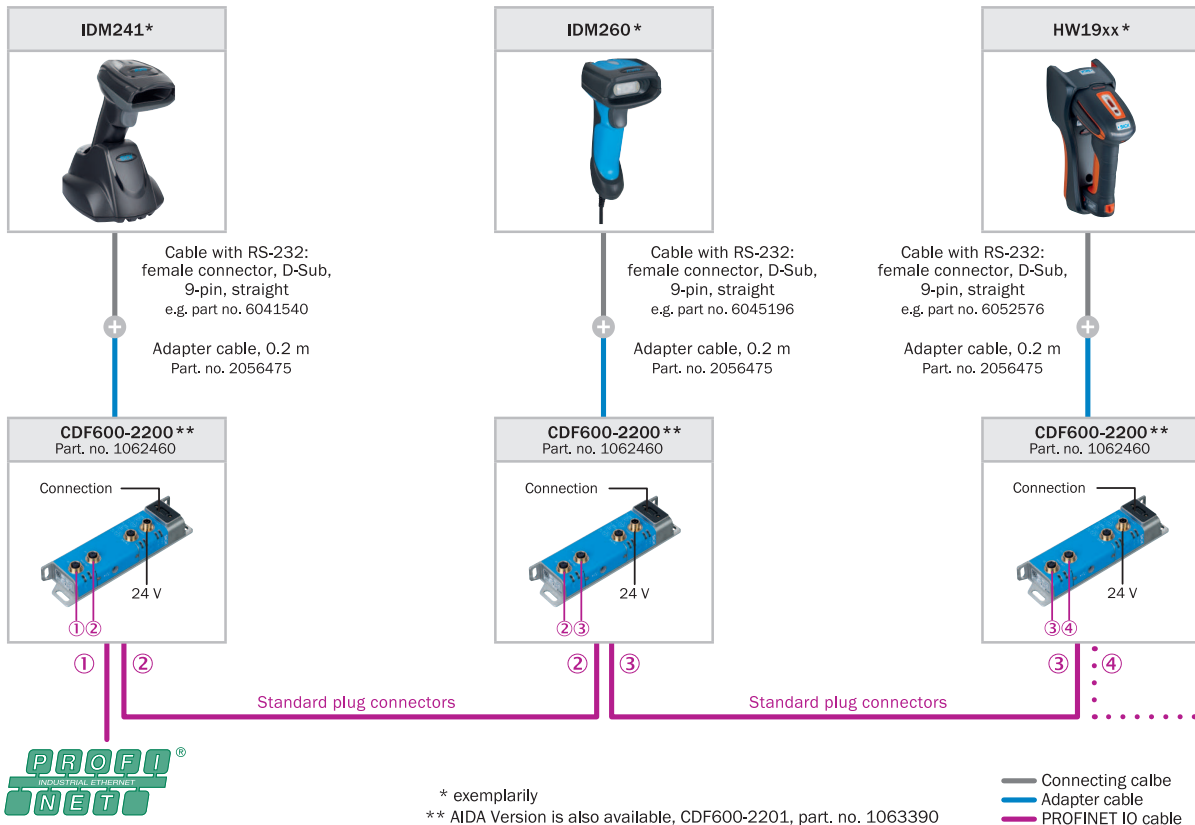 IDM241*
IDM260*
HW19xx*
Cable with RS-232:
female connector, D-Sub,
9-pin, straight
e.g. part no. 6041540
Adapter cable, 0.2 m
Part. no. 2056475
Cable with RS-232:
female connector, D-Sub,
9-pin, straight
e.g. part no. 6045196
Adapter cable, 0.2 m
Part. no. 2056475
Cable with RS-232:
female connector, D-Sub,
9-pin, straight
e.g. part no. 6052576
Adapter cable, 0.2 m
Part. no. 2056475
CDF600-2200**
Part. no. 1062460
Connection
24 V
① ②
CDF600-2200**
Part. no. 1062460
Connection
24 V
② ③
CDF600-2200**
Part. no. 1062460
Connection
24 V
③ ④
① ②
② ③
③ ④
Standard plug connectors
Standard plug connectors
PROFI®
INDUSTRIAL ETHERNET
NET
* exemplarily
** AIDA Version is also available, CDF600-2201, part. no. 1063390
Connecting calbe
Adapter cable
PROFINET IO cable